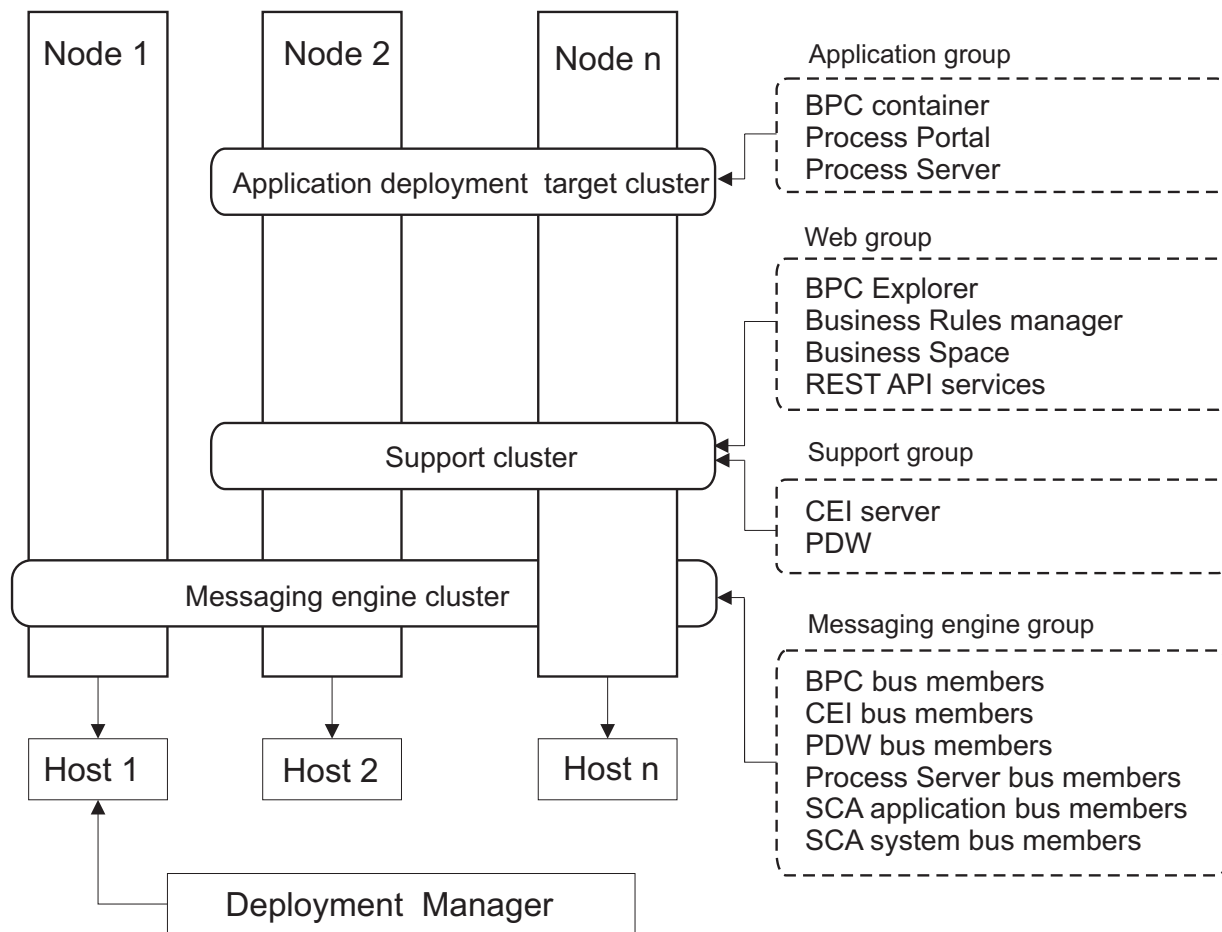 Node 1
Node 2
Node n
Application deployment target cluster
Support cluster
Messaging engine cluster
Host 1
Host 2
Host n
Deployment Manager
Application group
BPC container
Process Portal
Process Server
Web group
BPC Explorer
Business Rules manager
Business Space
REST API services
Support group
CEI server
PDW
Messaging engine group
BPC bus members
CEI bus members
PDW bus members
Process Server bus members
SCA application bus members
SCA system bus members